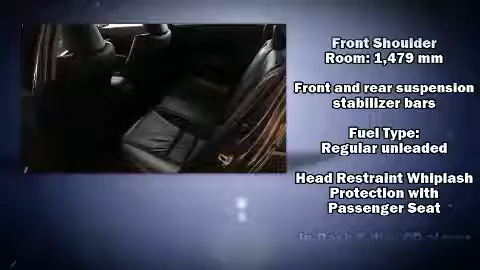 Front Shoulder
Room: 1,479 mm
Front and rear suspension
stabilizer bars
Fuel Type:
Regular unleaded
Head Restraint Whiplash
Protection with
Passenger Seat